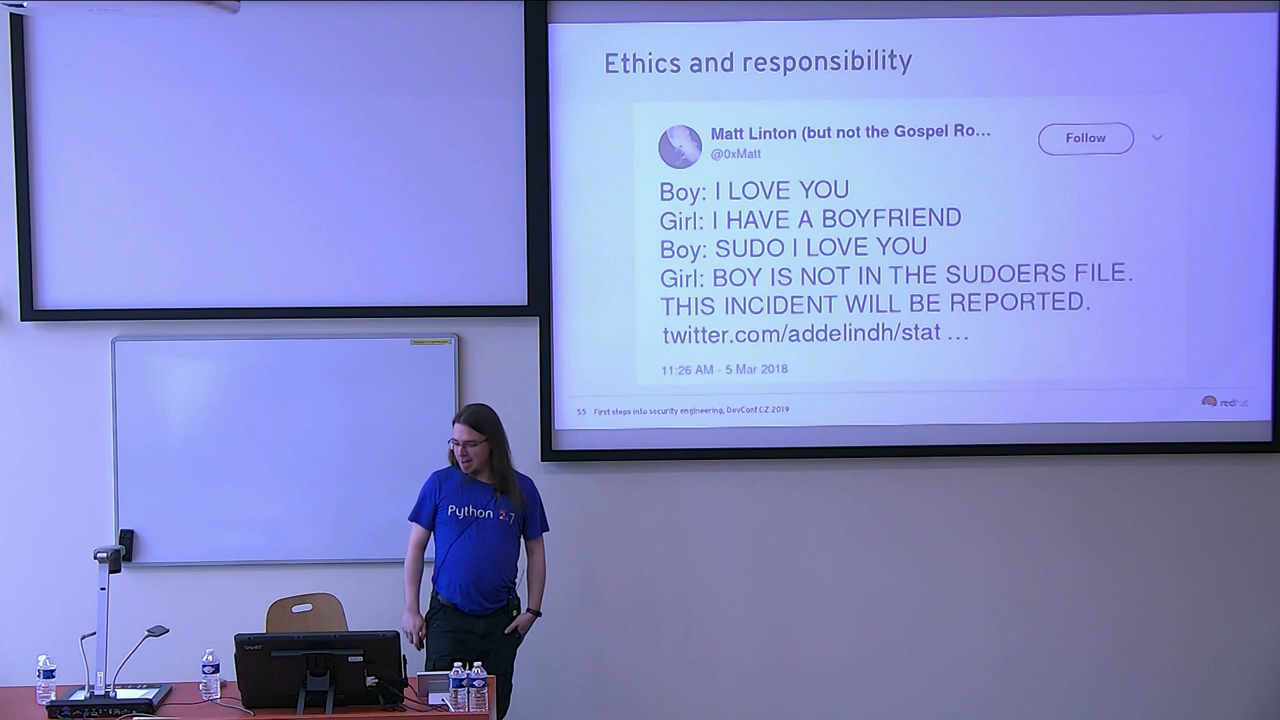 Ethics and responsibility
Matt Linton (but not the Gospel Ro...
@0xMatt
Follow
Boy: I LOVE YOU
Girl: I HAVE A BOYFRIEND
Boy: SUDO I LOVE YOU
Girl: BOY IS NOT IN THE SUDOERS FILE.
THIS INCIDENT WILL BE REPORTED.
twitter.com/addelindh/stat ...
11:26 AM - 5 Mar 2018
55 First steps into security engineering, DevConf.CZ 2019
redhat
Python 2.7